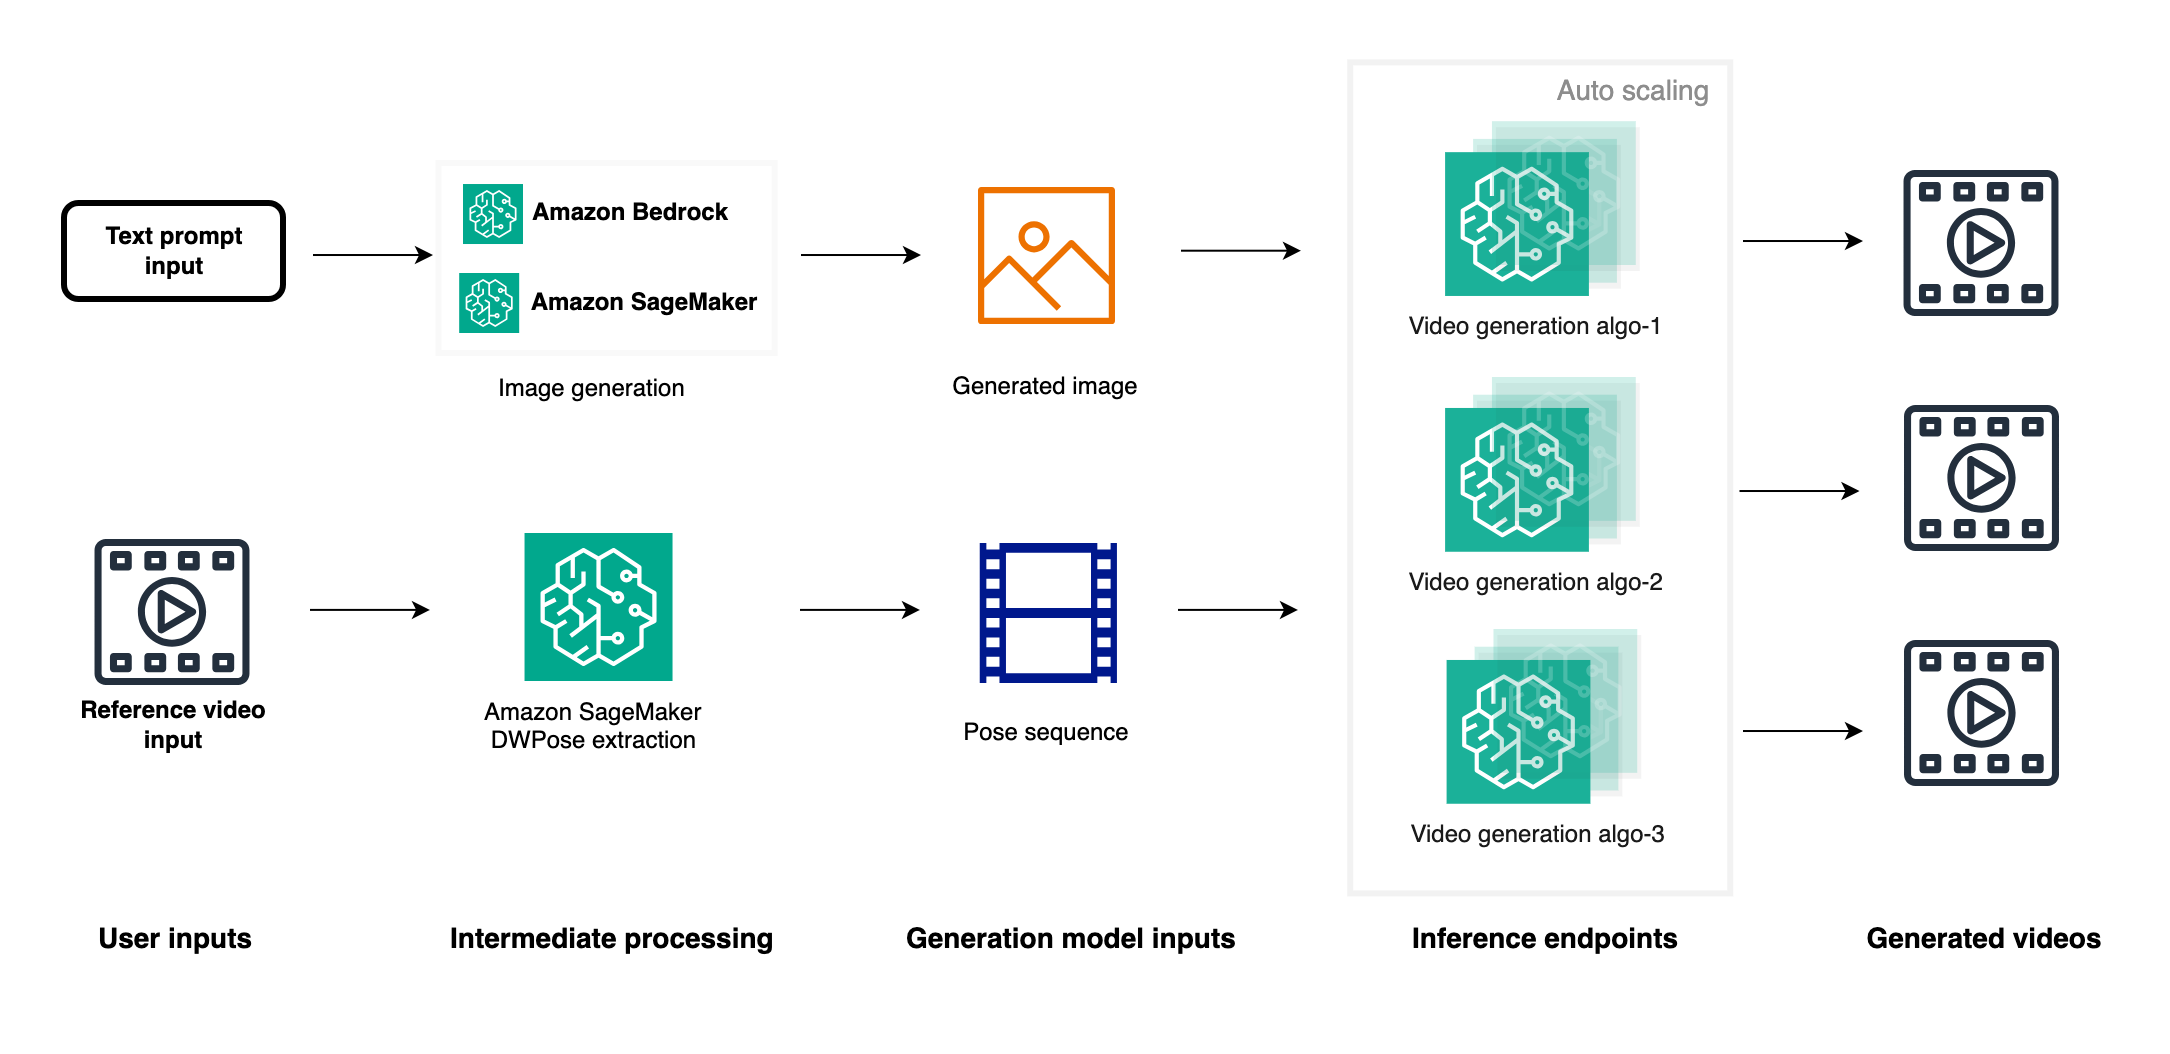 Auto scaling
Text prompt
input
Amazon Bedrock
Amazon SageMaker
Image generation
Generated image
Video generation algo-1
Video generation algo-2
Reference video
input
Amazon SageMaker
DWPose extraction
Pose sequence
Video generation algo-3
User inputs
Intermediate processing
Generation model inputs
Inference endpoints
Generated videos